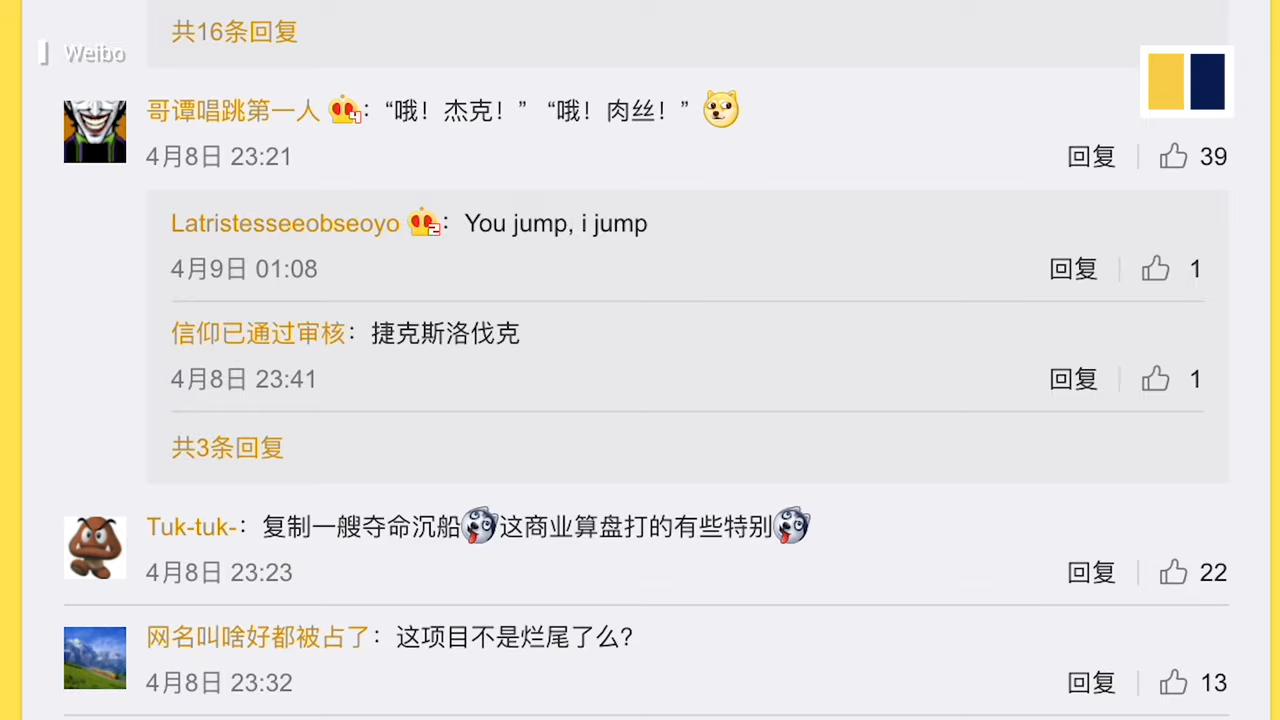 共16条回复
Weibo
哥谭唱跳第一人：“哦！杰克！”“哦！肉丝！”
4月8日 23:21 回复 39
Latristesseeobseoyo：You jump, i jump
4月9日 01:08 回复 1
信仰已通过审核：捷克斯洛伐克
4月8日 23:41 回复 1
共3条回复
Tuk-tuk-：复制一艘夺命沉船这商业算盘打的有些特别
4月8日 23:23 回复 22
网名叫啥好都被占了：这项目不是烂尾了么?
4月8日 23:32 回复 13